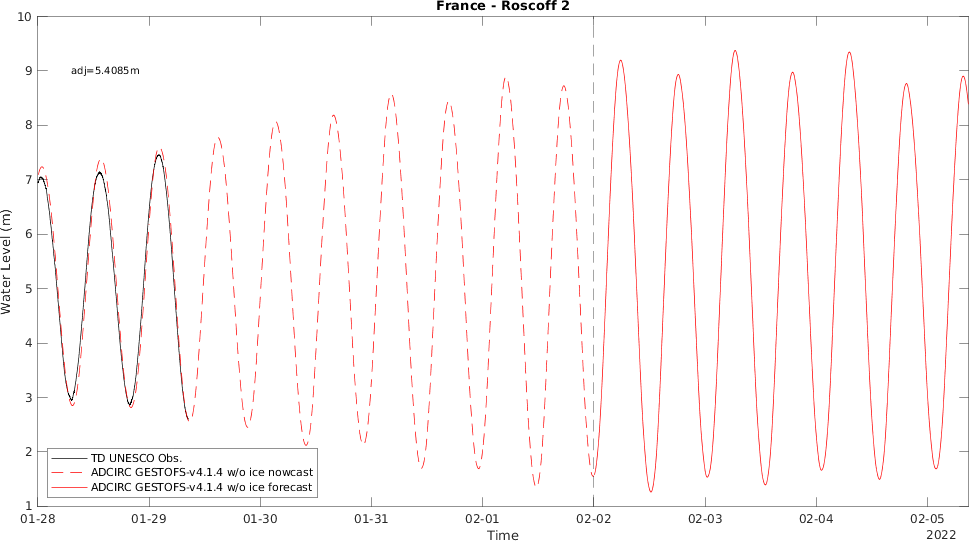 France - Roscoff 2
10
9
8
7
6
5
4
3
2
1
Water Level (m)
adj=5.4085m
TD UNESCO Obs.
ADCIRC GESTOFS-v4.1.4 w/o ice nowcast
ADCIRC GESTOFS-v4.1.4 w/o ice forecast
01-28 01-29 01-30 01-31 02-01 02-02 02-03 02-04 02-05
Time
2022